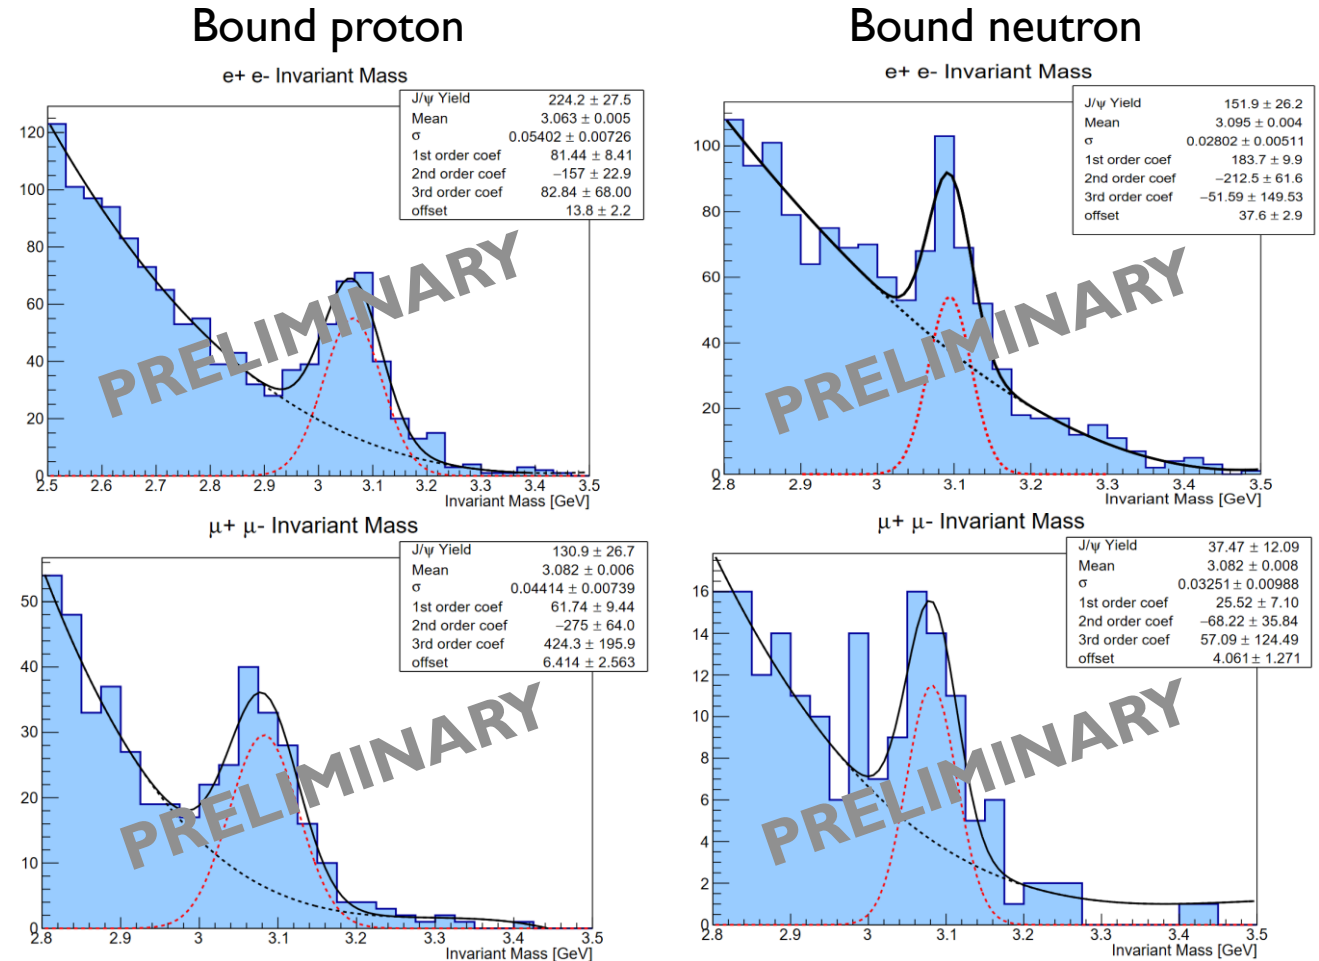 Bound proton
Bound neutron
e+ e- Invariant Mass
J/ψ Yield 224.2 ± 27.5
Mean 3.063 ± 0.005
σ 0.05402 ± 0.00726
1st order coef 81.44 ± 8.41
2nd order coef −157 ± 22.9
3rd order coef 82.84 ± 68.00
offset 13.8 ± 2.2
120
100
80
60
40
20
0
2.5 2.6 2.7 2.8 2.9 3 3.1 3.2 3.3 3.4 3.5
Invariant Mass [GeV]
PRELIMINARY
e+ e- Invariant Mass
J/ψ Yield 151.9 ± 26.2
Mean 3.095 ± 0.004
σ 0.02802 ± 0.00511
1st order coef 183.7 ± 9.9
2nd order coef −212.5 ± 61.6
3rd order coef −51.59 ± 149.53
offset 37.6 ± 2.9
100
80
60
40
20
0
2.8 2.9 3 3.1 3.2 3.3 3.4 3.5
Invariant Mass [GeV]
PRELIMINARY
μ+ μ- Invariant Mass
J/ψ Yield 130.9 ± 26.7
Mean 3.082 ± 0.006
σ 0.04414 ± 0.00739
1st order coef 61.74 ± 9.44
2nd order coef −275 ± 64.0
3rd order coef 424.3 ± 195.9
offset 6.414 ± 2.563
50
40
30
20
10
0
2.8 2.9 3 3.1 3.2 3.3 3.4 3.5
Invariant Mass [GeV]
PRELIMINARY
μ+ μ- Invariant Mass
J/ψ Yield 37.47 ± 12.09
Mean 3.082 ± 0.008
σ 0.03251 ± 0.00988
1st order coef 25.52 ± 7.10
2nd order coef −68.22 ± 35.84
3rd order coef 57.09 ± 124.49
offset 4.061 ± 1.271
16
14
12
10
8
6
4
2
0
2.8 2.9 3 3.1 3.2 3.3 3.4 3.5
Invariant Mass [GeV]
PRELIMINARY